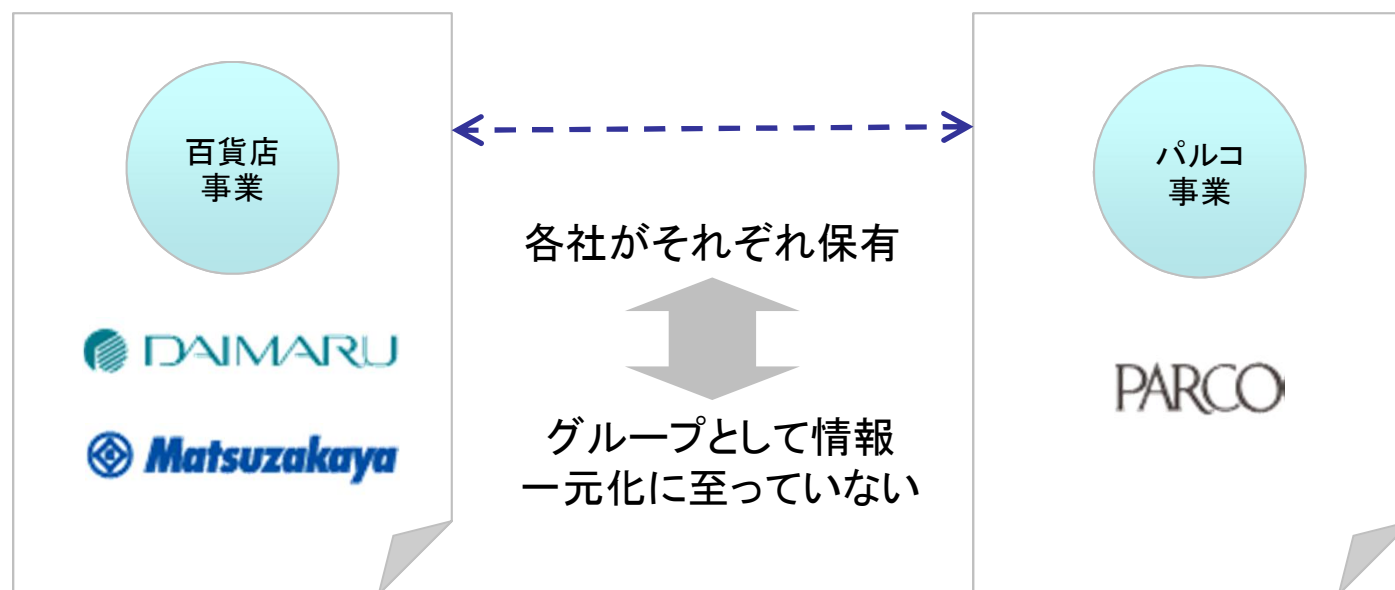 百貨店
事業
DAIMARU
Matsuzakaya
各社がそれぞれ保有
グループとして情報
一元化に至っていない
パルコ
事業
PARCO